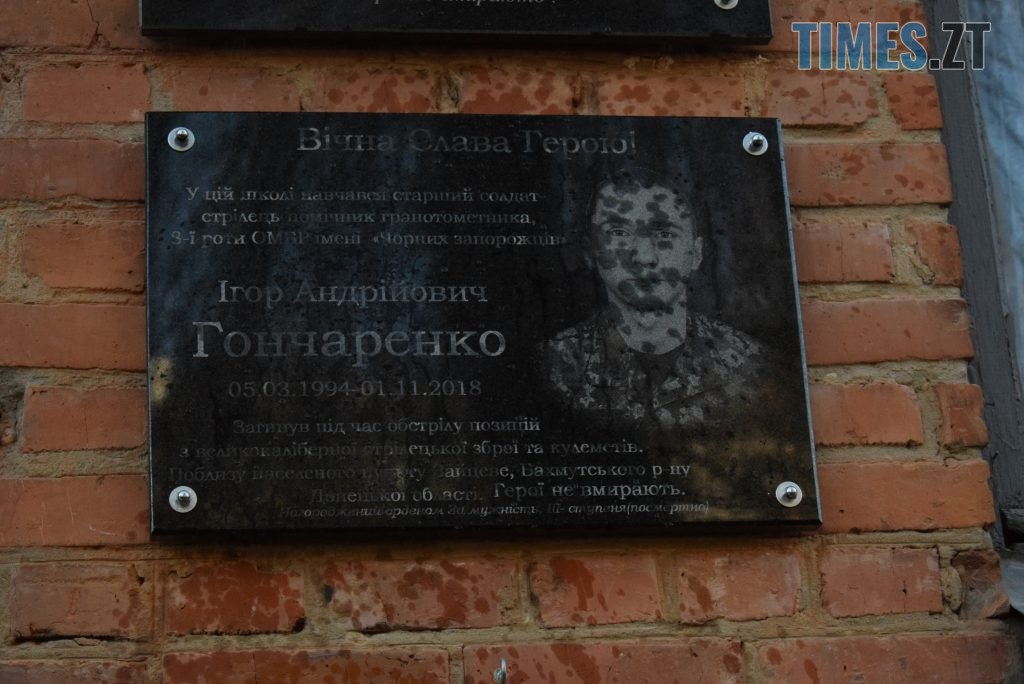 вмирають!
TIMES.ZT
Вічна Слава Герою!
У цій школі навчався старший солдат-
стрілець помічник гранотометника,
3-ї роти ОМБР імені «Чорних запорожців»
Ігор Андрійович
Гончаренко
05.03.1994-01.11.2018
Загинув під час обстрілу позицій
з великокаліберної стрілецької зброї та кулеметів.
Поблизу населеного пункту Зайцеве, Бахмутського р-ну
Донецької області. Герої не вмирають.
Нагороджений орденом За мужність, III- ступеня(посмертно)